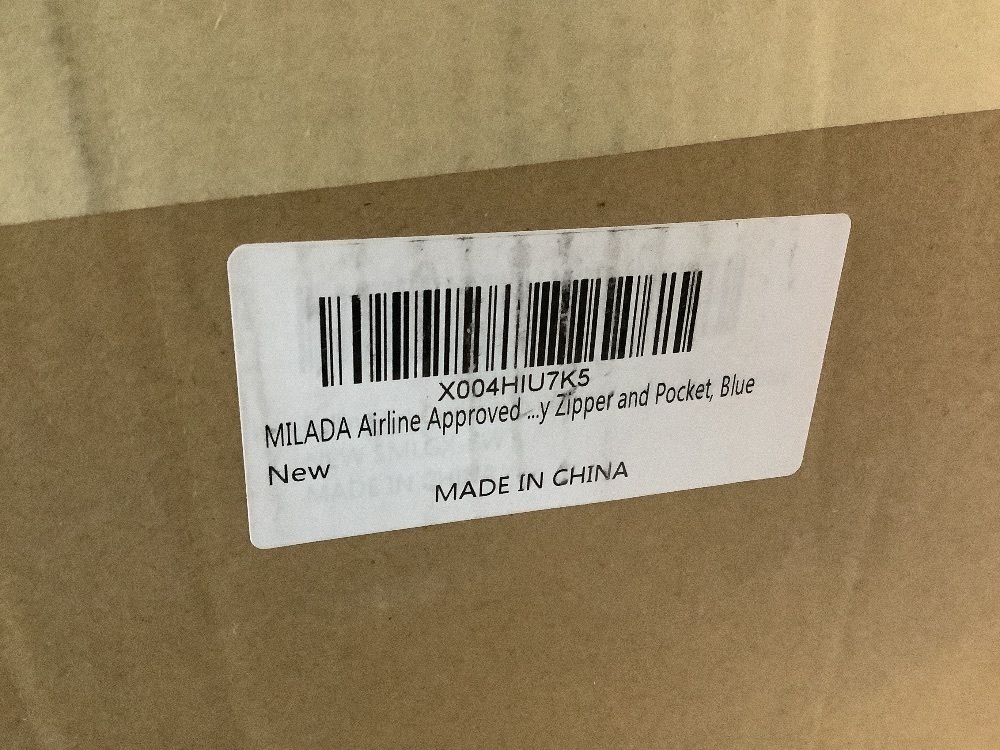 X004HIU7K5
MILADA Airline Approved ...y Zipper and Pocket, Blue
New
MADE IN CHINA